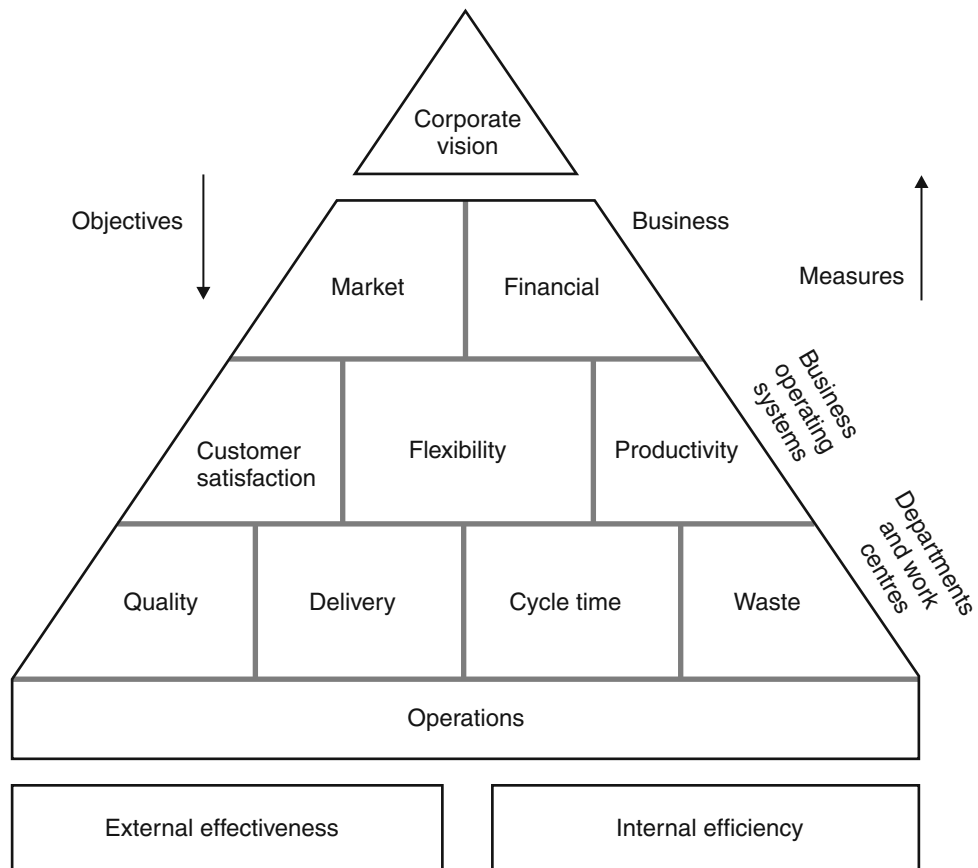 Corporate
vision
Objectives
Business
Measures
Market
Financial
Business
operating
systems
Customer
satisfaction
Flexibility
Productivity
Departments
and work
centres
Quality
Delivery
Cycle time
Waste
Operations
External effectiveness
Internal efficiency